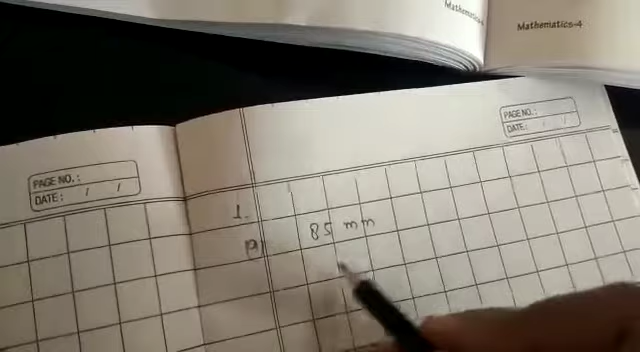 Mathematics-4
PAGE NO.:
DATE: / /
PAGE NO.:
DATE: / /
1.
a) 85 mm